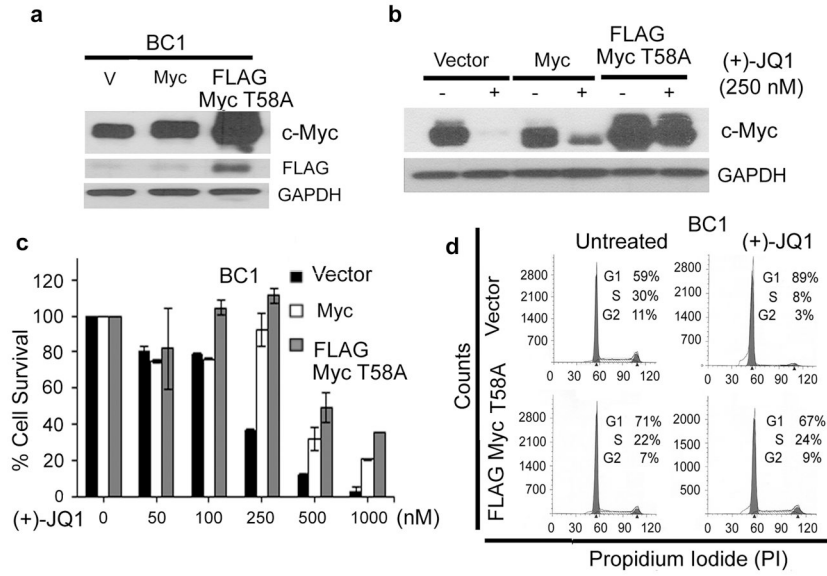 a
BC1
V Myc FLAG
Myc T58A
c-Myc
FLAG
GAPDH
b
FLAG
Vector Myc Myc T58A (+)-JQ1
- + - + - + (250 nM)
c-Myc
GAPDH
c
BC1
Vector
Myc
FLAG
Myc T58A
% Cell Survival
120
100
80
60
40
20
0
(+)-JQ1 0 50 100 250 500 1000 (nM)
d
BC1
Untreated (+)-JQ1
Vector
FLAG Myc T58A
Counts
2800
2100
1400
700
G1 59%
S 30%
G2 11%
0 30 60 90 120
2800
2100
1400
700
G1 89%
S 8%
G2 3%
0 30 60 90 120
2800
2100
1400
700
G1 71%
S 22%
G2 7%
0 30 60 90 120
2000
1500
1000
500
G1 67%
S 24%
G2 9%
0 30 60 90 120
Propidium Iodide (PI)